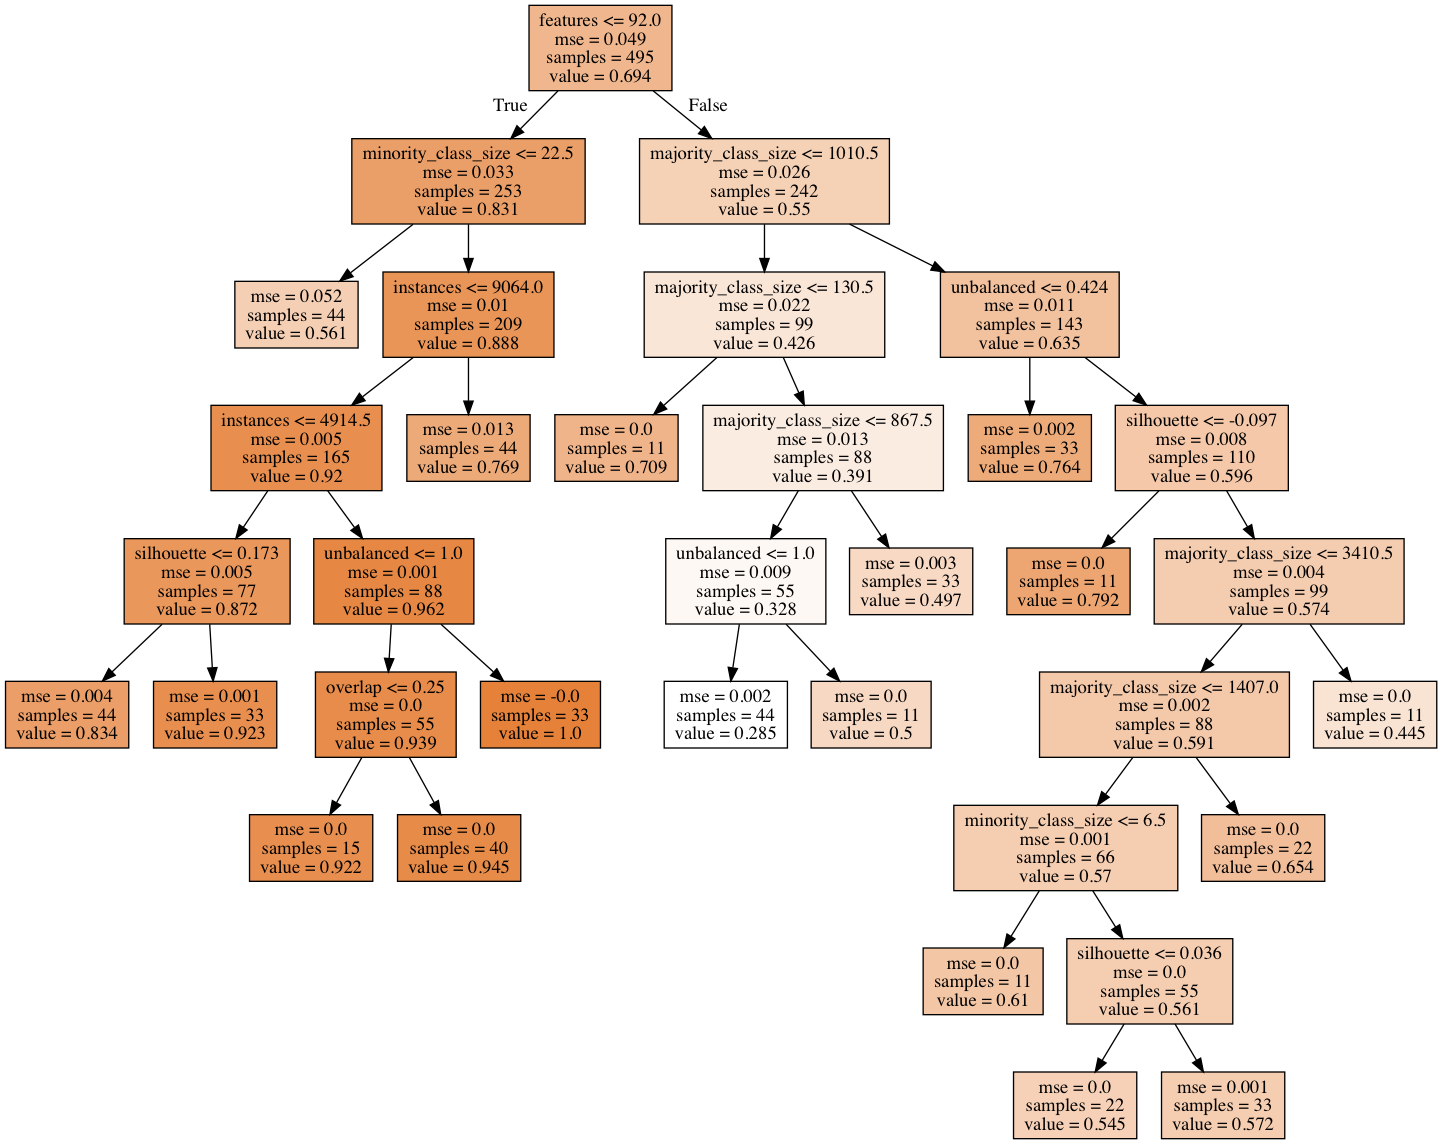 features <= 92.0
mse = 0.049
samples = 495
value = 0.694
True
False
minority_class_size <= 22.5
mse = 0.033
samples = 253
value = 0.831
majority_class_size <= 1010.5
mse = 0.026
samples = 242
value = 0.55
mse = 0.052
samples = 44
value = 0.561
instances <= 9064.0
mse = 0.01
samples = 209
value = 0.888
majority_class_size <= 130.5
mse = 0.022
samples = 99
value = 0.426
unbalanced <= 0.424
mse = 0.011
samples = 143
value = 0.635
instances <= 4914.5
mse = 0.005
samples = 165
value = 0.92
mse = 0.013
samples = 44
value = 0.769
mse = 0.0
samples = 11
value = 0.709
majority_class_size <= 867.5
mse = 0.013
samples = 88
value = 0.391
mse = 0.002
samples = 33
value = 0.764
silhouette <= -0.097
mse = 0.008
samples = 110
value = 0.596
silhouette <= 0.173
mse = 0.005
samples = 77
value = 0.872
unbalanced <= 1.0
mse = 0.001
samples = 88
value = 0.962
unbalanced <= 1.0
mse = 0.009
samples = 55
value = 0.328
mse = 0.003
samples = 33
value = 0.497
mse = 0.0
samples = 11
value = 0.792
majority_class_size <= 3410.5
mse = 0.004
samples = 99
value = 0.574
mse = 0.004
samples = 44
value = 0.834
mse = 0.001
samples = 33
value = 0.923
overlap <= 0.25
mse = 0.0
samples = 55
value = 0.939
mse = -0.0
samples = 33
value = 1.0
mse = 0.002
samples = 44
value = 0.285
mse = 0.0
samples = 11
value = 0.5
majority_class_size <= 1407.0
mse = 0.002
samples = 88
value = 0.591
mse = 0.0
samples = 11
value = 0.445
mse = 0.0
samples = 15
value = 0.922
mse = 0.0
samples = 40
value = 0.945
minority_class_size <= 6.5
mse = 0.001
samples = 66
value = 0.57
mse = 0.0
samples = 22
value = 0.654
mse = 0.0
samples = 11
value = 0.61
silhouette <= 0.036
mse = 0.0
samples = 55
value = 0.561
mse = 0.0
samples = 22
value = 0.545
mse = 0.001
samples = 33
value = 0.572